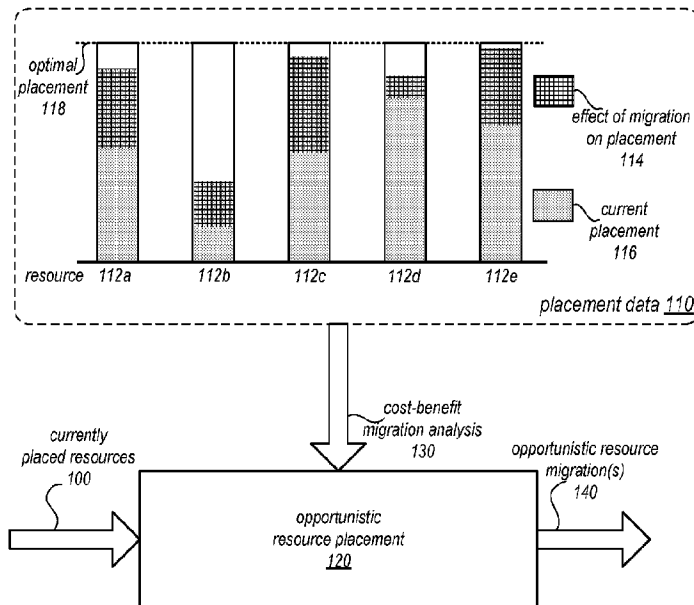 optimal
placement
118
effect of migration
on placement
114
current
placement
116
resource 112a 112b 112c 112d 112e
placement data 110
cost-benefit
migration analysis
130
currently
placed resources
100
opportunistic resource
migration(s)
140
opportunistic
resource placement
120